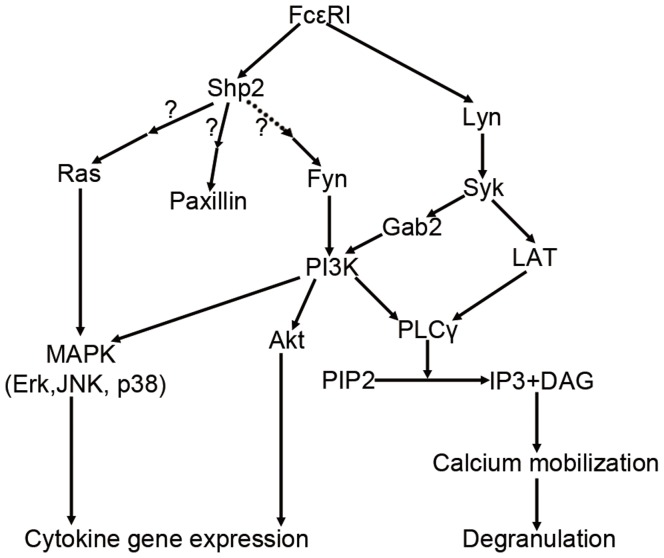 FcεRI
Shp2
Lyn
?
?
?
Ras
Paxillin
Fyn
Syk
Gab2
LAT
PI3K
MAPK
(Erk,JNK, p38)
Akt
PLCγ
PIP2
IP3+DAG
Calcium mobilization
Cytokine gene expression
Degranulation